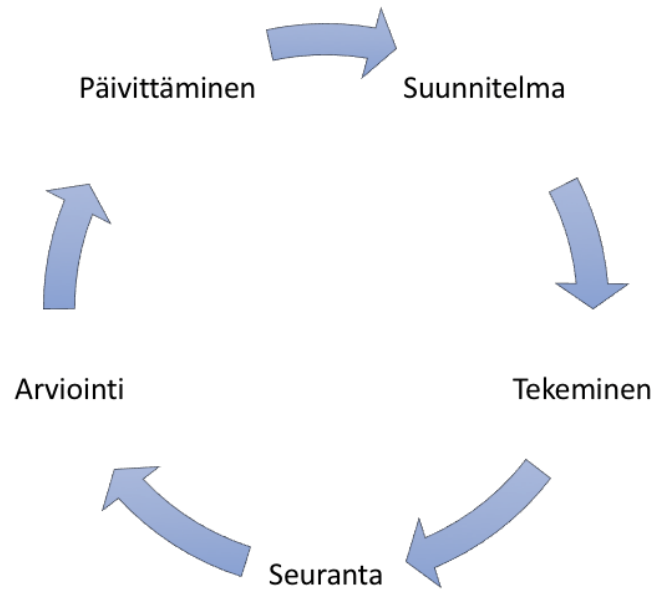 Päivittäminen
Suunnitelma
Arviointi
Tekeminen
Seuranta